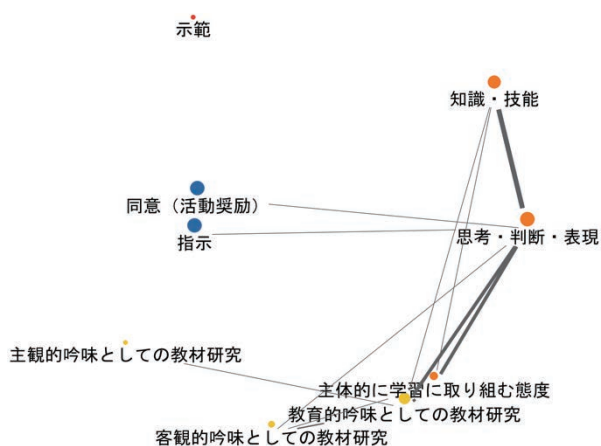 示範
知識・技能
同意（活動奨励）
指示
思考・判断・表現
主観的吟味としての教材研究
主体的に学習に取り組む態度
教育的吟味としての教材研究
客観的吟味としての教材研究